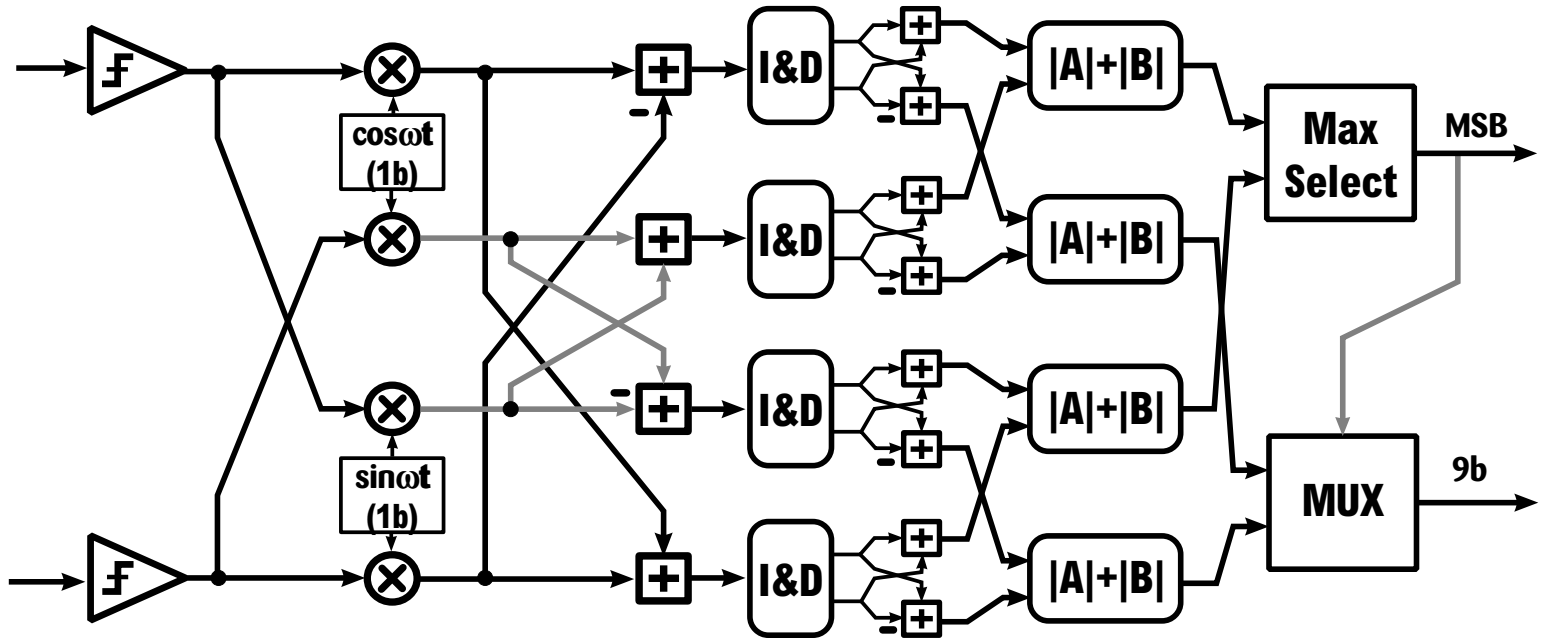 I&D
|A|+|B|
cosωt
(1b)
Max
Select
MSB
I&D
|A|+|B|
I&D
|A|+|B|
sinωt
(1b)
MUX
9b
I&D
|A|+|B|